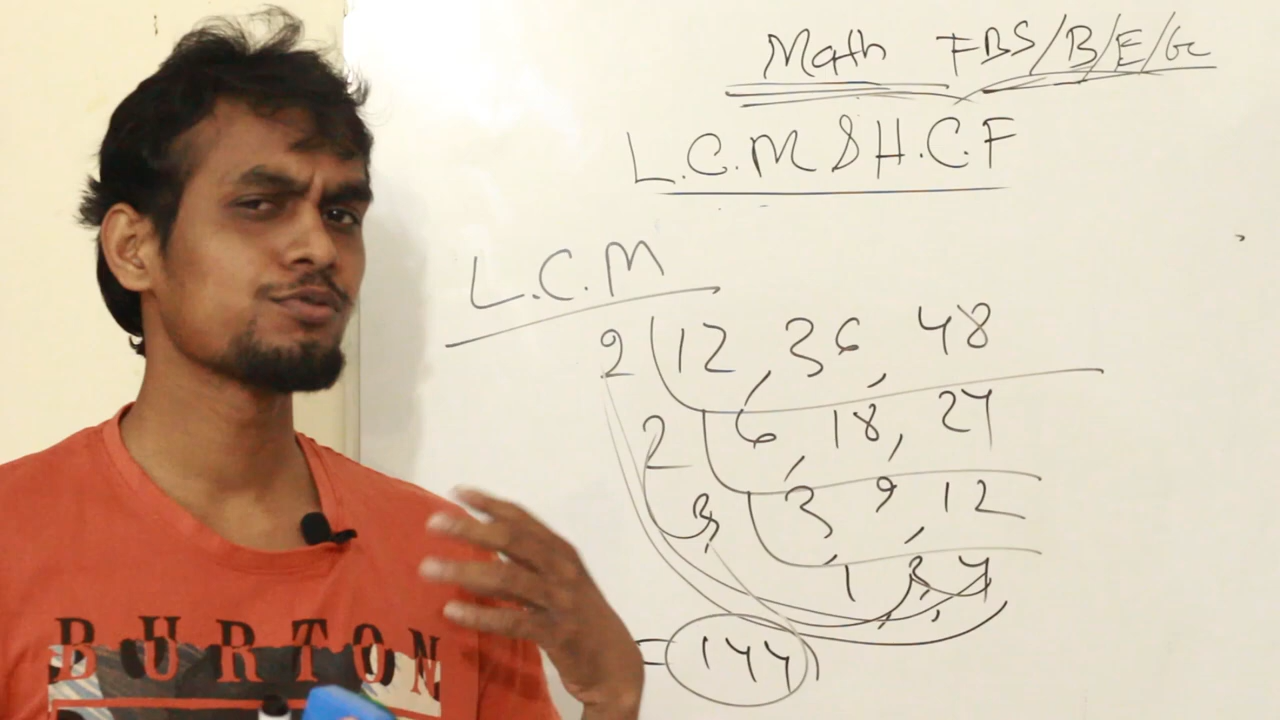 Math FBS/B/E/Gc
L.C.M & H.C.F
L.C.M
2 12, 36, 48
2 6, 18, 24
3 3, 9, 12
1, 3, 4
= 144
BURTON